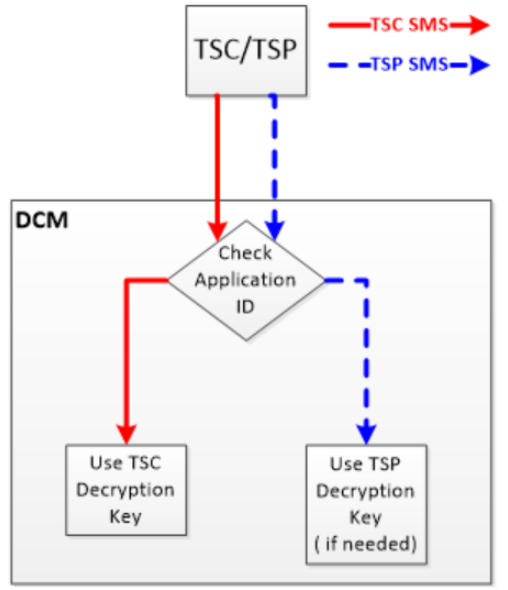 TSC/TSP
TSC SMS
TSP SMS
DCM
Check
Application
ID
Use TSC
Decryption
Key
Use TSP
Decryption
Key
( if needed)